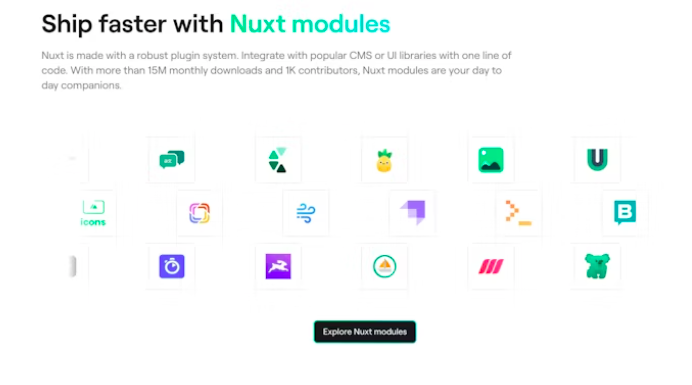 Ship faster with Nuxt modules
Nuxt is made with a robust plugin system. Integrate with popular CMS or UI libraries with one line of
code. With more than 15M monthly downloads and 1K contributors, Nuxt modules are your day to
day companions.
icons
B
Explore Nuxt modules